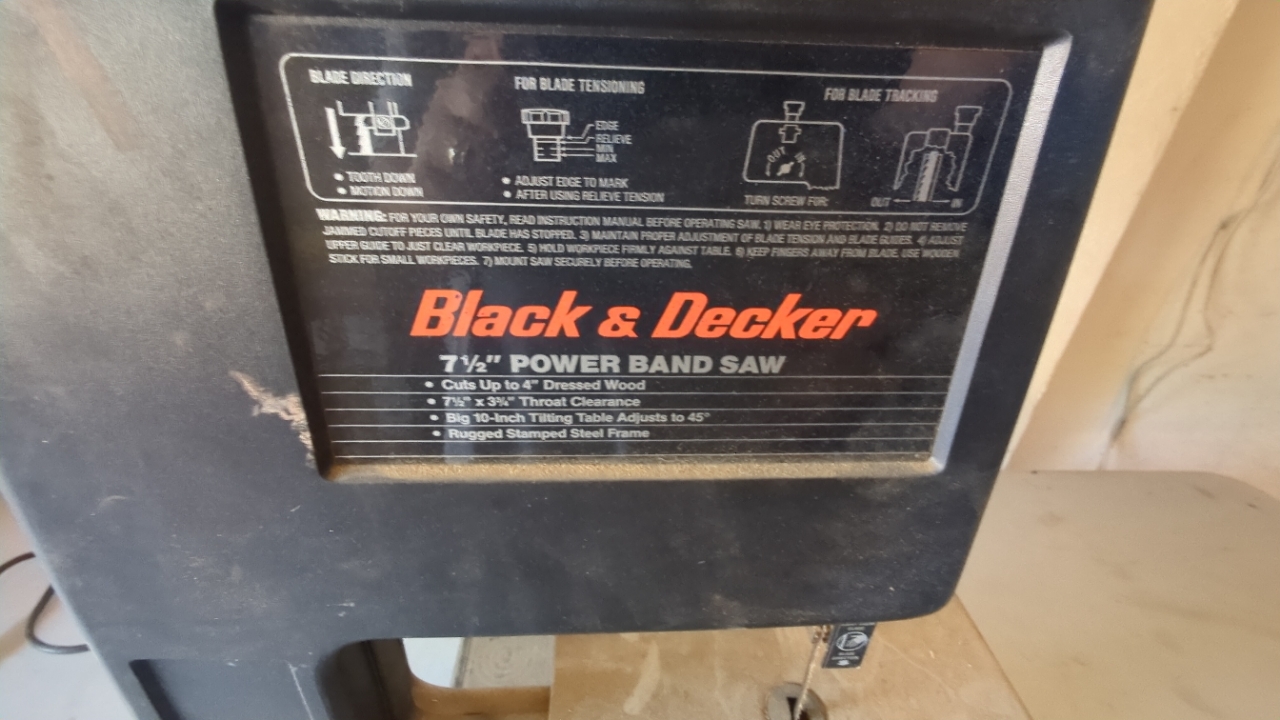 BLADE DIRECTION
• TOOTH DOWN
• MOTION DOWN
FOR BLADE TENSIONING
EDGE
RELIEVE
MIN
MAX
• ADJUST EDGE TO MARK
• AFTER USING RELIEVE TENSION
FOR BLADE TRACKING
OUT IN
TURN SCREW FOR:
OUT IN
WARNING: FOR YOUR OWN SAFETY, READ INSTRUCTION MANUAL BEFORE OPERATING SAW. 1) WEAR EYE PROTECTION. 2) DO NOT REMOVE
JAMMED CUTOFF PIECES UNTIL BLADE HAS STOPPED. 3) MAINTAIN PROPER ADJUSTMENT OF BLADE TENSION AND BLADE GUIDES. 4) ADJUST
UPPER GUIDE TO JUST CLEAR WORKPIECE. 5) HOLD WORKPIECE FIRMLY AGAINST TABLE. 6) KEEP FINGERS AWAY FROM BLADE. USE WOODEN
STICK FOR SMALL WORKPIECES. 7) MOUNT SAW SECURELY BEFORE OPERATING.
Black & Decker
7½" POWER BAND SAW
• Cuts Up to 4" Dressed Wood
• 7½" x 3¾" Throat Clearance
• Big 10-Inch Tilting Table Adjusts to 45°
• Rugged Stamped Steel Frame